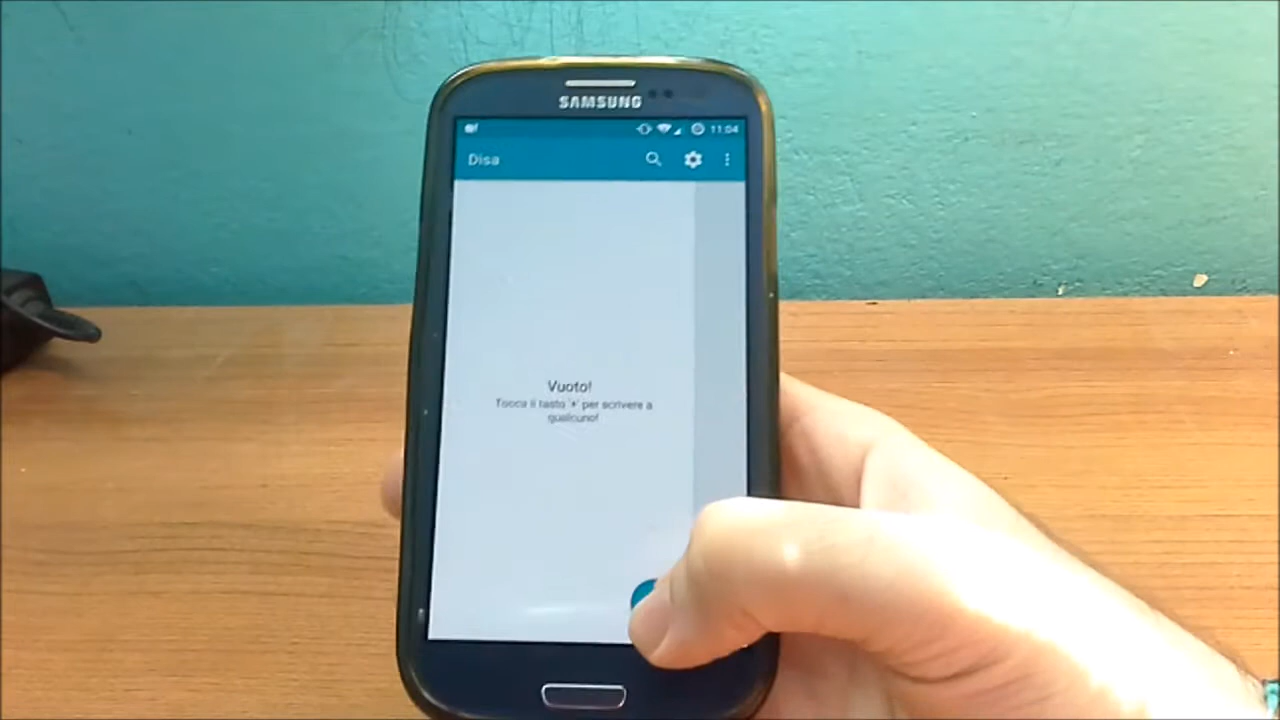 SAMSUNG
11:04
Disa
Vuoto!
Tocca il tasto '+' per scrivere a
qualcuno!